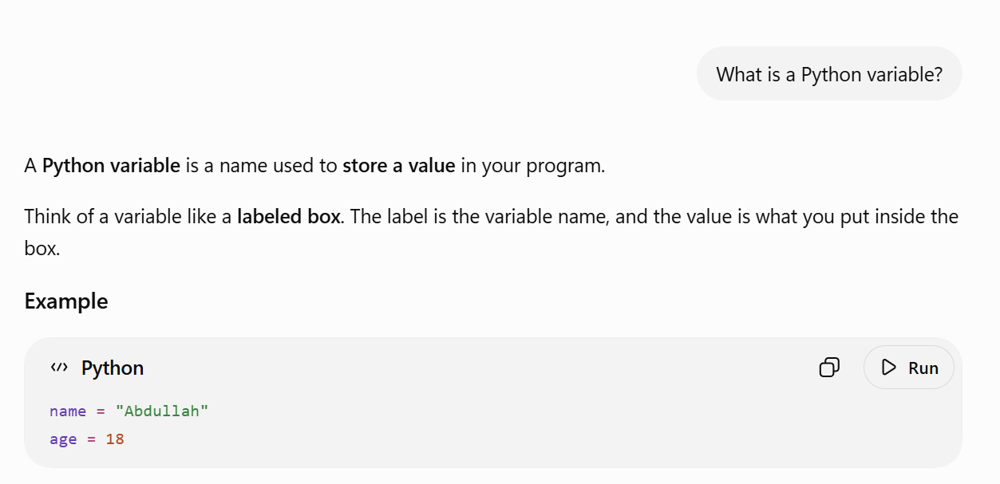 What is a Python variable?
A Python variable is a name used to store a value in your program.
Think of a variable like a labeled box. The label is the variable name, and the value is what you put inside the
box.
Example
</> Python
Run
name = "Abdullah"
age = 18